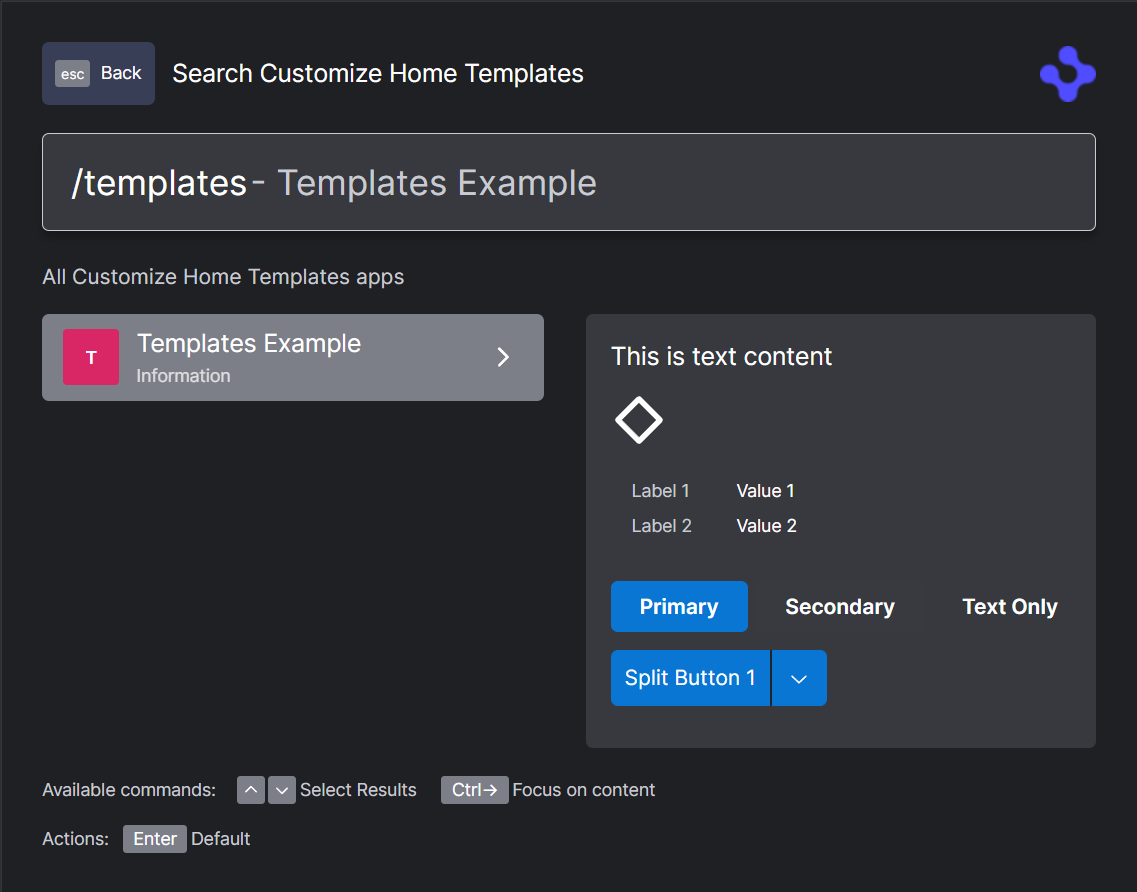 esc Back Search Customize Home Templates
/templates - Templates Example
All Customize Home Templates apps
T
Templates Example
Information
This is text content
Label 1 Value 1
Label 2 Value 2
Primary Secondary Text Only
Split Button 1
Available commands: Select Results Ctrl→ Focus on content
Actions: Enter Default